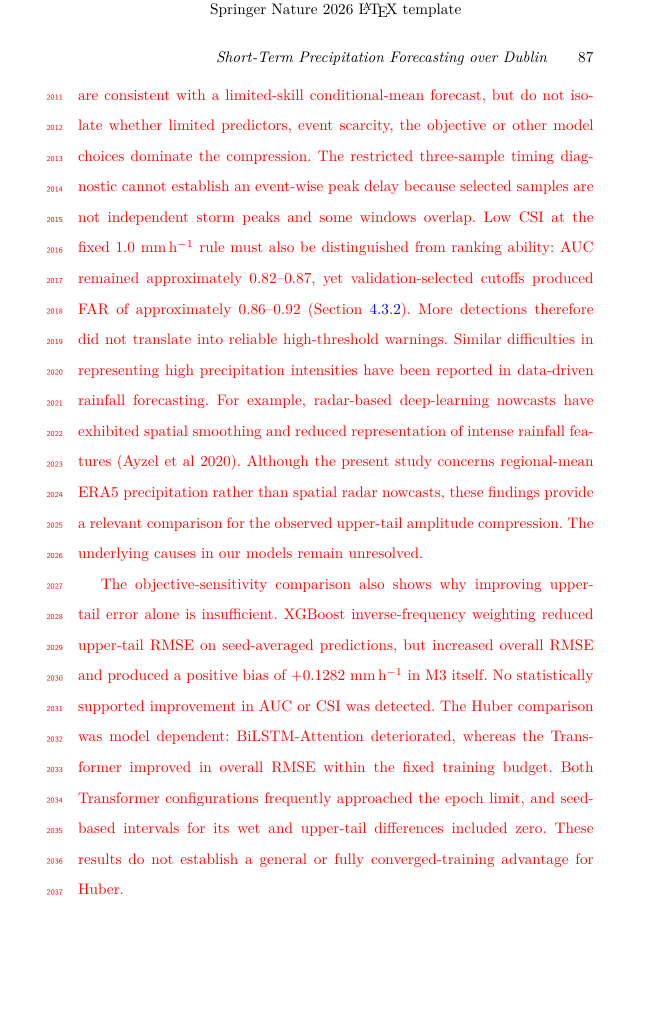 Springer Nature 2026 LATEX template
Short-Term Precipitation Forecasting over Dublin 87
2011 are consistent with a limited-skill conditional-mean forecast, but do not iso-
2012 late whether limited predictors, event scarcity, the objective or other model
2013 choices dominate the compression. The restricted three-sample timing diag-
2014 nostic cannot establish an event-wise peak delay because selected samples are
2015 not independent storm peaks and some windows overlap. Low CSI at the
2016 fixed 1.0 mm h⁻¹ rule must also be distinguished from ranking ability: AUC
2017 remained approximately 0.82–0.87, yet validation-selected cutoffs produced
2018 FAR of approximately 0.86–0.92 (Section 4.3.2). More detections therefore
2019 did not translate into reliable high-threshold warnings. Similar difficulties in
2020 representing high precipitation intensities have been reported in data-driven
2021 rainfall forecasting. For example, radar-based deep-learning nowcasts have
2022 exhibited spatial smoothing and reduced representation of intense rainfall fea-
2023 tures (Ayzel et al 2020). Although the present study concerns regional-mean
2024 ERA5 precipitation rather than spatial radar nowcasts, these findings provide
2025 a relevant comparison for the observed upper-tail amplitude compression. The
2026 underlying causes in our models remain unresolved.
2027 The objective-sensitivity comparison also shows why improving upper-
2028 tail error alone is insufficient. XGBoost inverse-frequency weighting reduced
2029 upper-tail RMSE on seed-averaged predictions, but increased overall RMSE
2030 and produced a positive bias of +0.1282 mm h⁻¹ in M3 itself. No statistically
2031 supported improvement in AUC or CSI was detected. The Huber comparison
2032 was model dependent: BiLSTM-Attention deteriorated, whereas the Trans-
2033 former improved in overall RMSE within the fixed training budget. Both
2034 Transformer configurations frequently approached the epoch limit, and seed-
2035 based intervals for its wet and upper-tail differences included zero. These
2036 results do not establish a general or fully converged-training advantage for
2037 Huber.